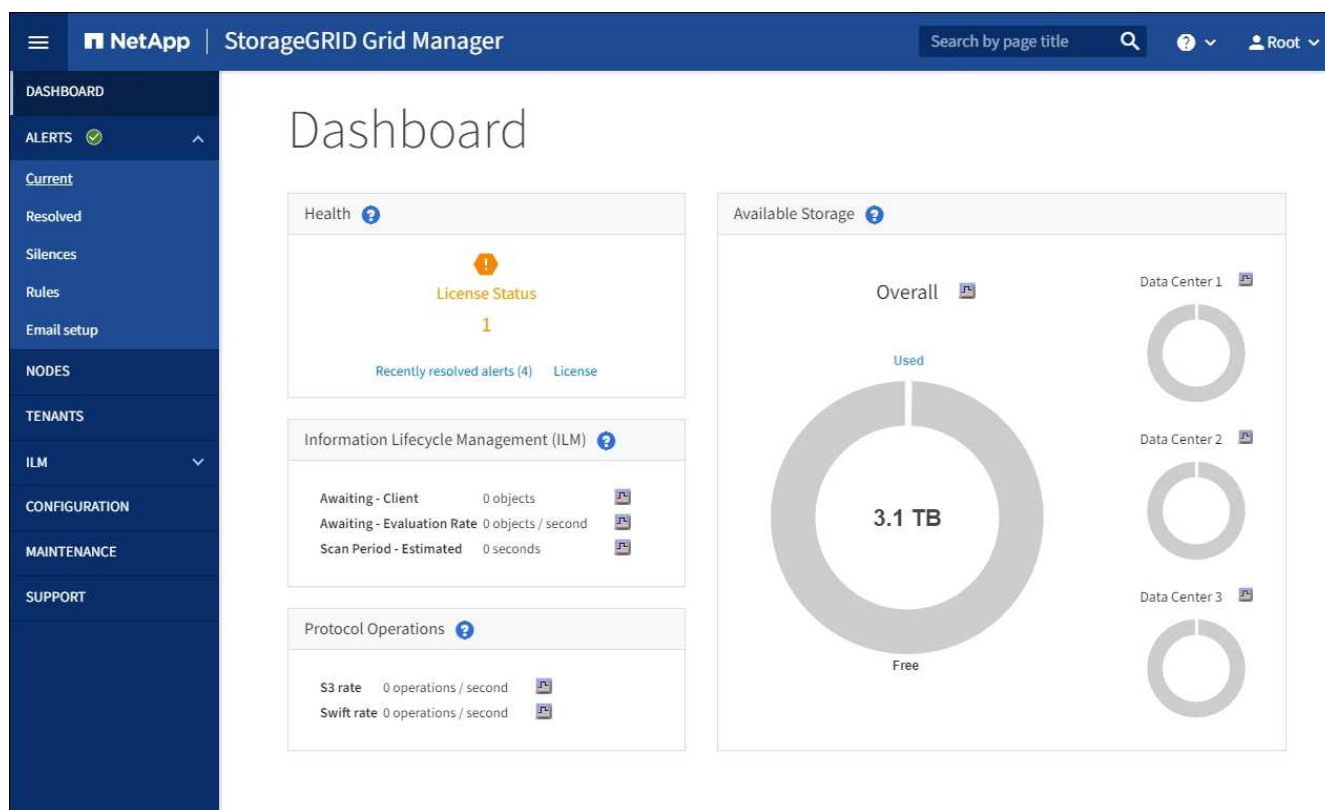 NetApp
StorageGRID Grid Manager
Search by page title
Root
DASHBOARD
ALERTS
Current
Resolved
Silences
Rules
Email setup
NODES
TENANTS
ILM
CONFIGURATION
MAINTENANCE
SUPPORT
Dashboard
Health
License Status
1
Recently resolved alerts (4) License
Information Lifecycle Management (ILM)
Awaiting - Client 0 objects
Awaiting - Evaluation Rate 0 objects / second
Scan Period - Estimated 0 seconds
Protocol Operations
S3 rate 0 operations / second
Swift rate 0 operations / second
Available Storage
Overall
Used
3.1 TB
Free
Data Center 1
Data Center 2
Data Center 3